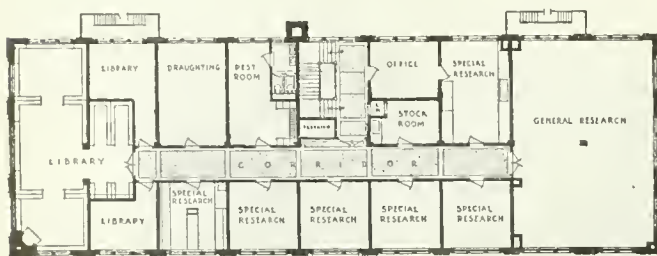 LIBRARY
DRAUGHTING
REST
ROOM
OFFICE
SPECIAL
RESEARCH
STOCK
ROOM
GENERAL RESEARCH
LIBRARY
CORRIDOR
LIBRARY
SPECIAL
RESEARCH
SPECIAL
RESEARCH
SPECIAL
RESEARCH
SPECIAL
RESEARCH
SPECIAL
RESEARCH